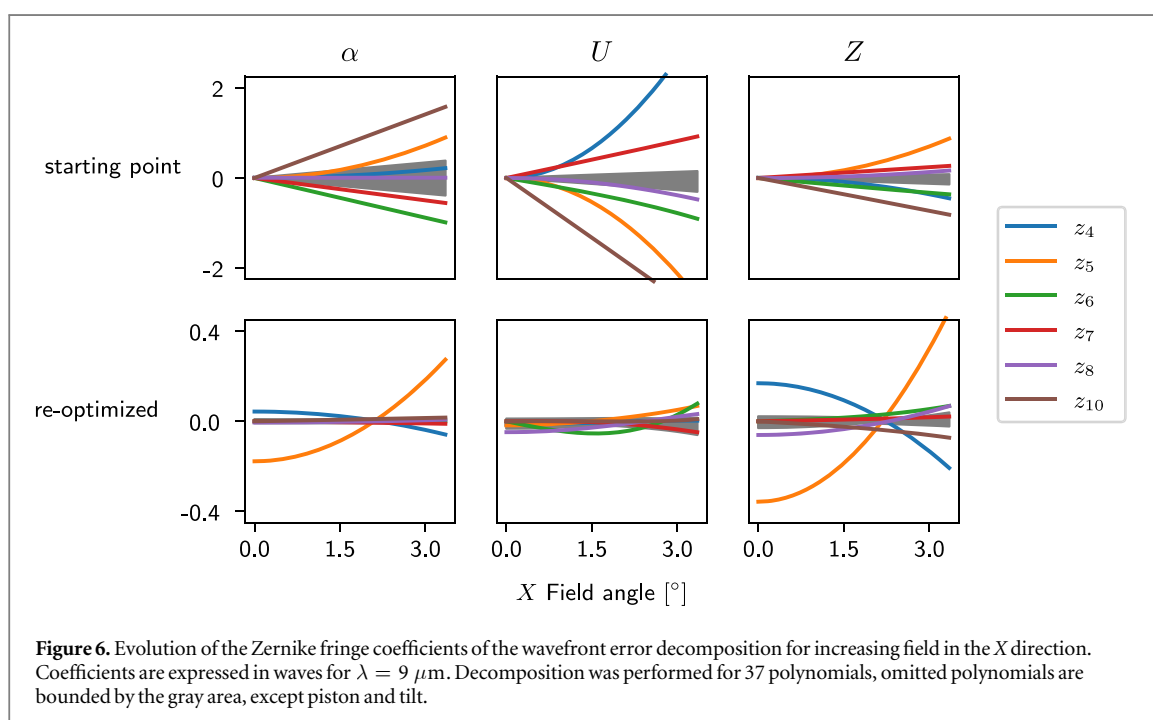 α U Z
2
starting point 0
-2
0.4
re-optimized 0.0
-0.4
0.0 1.5 3.0 0.0 1.5 3.0 0.0 1.5 3.0
X Field angle [°]
z₄
z₅
z₆
z₇
z₈
z₁₀
Figure 6. Evolution of the Zernike fringe coefficients of the wavefront error decomposition for increasing field in the X direction.
Coefficients are expressed in waves for λ = 9 μm. Decomposition was performed for 37 polynomials, omitted polynomials are
bounded by the gray area, except piston and tilt.